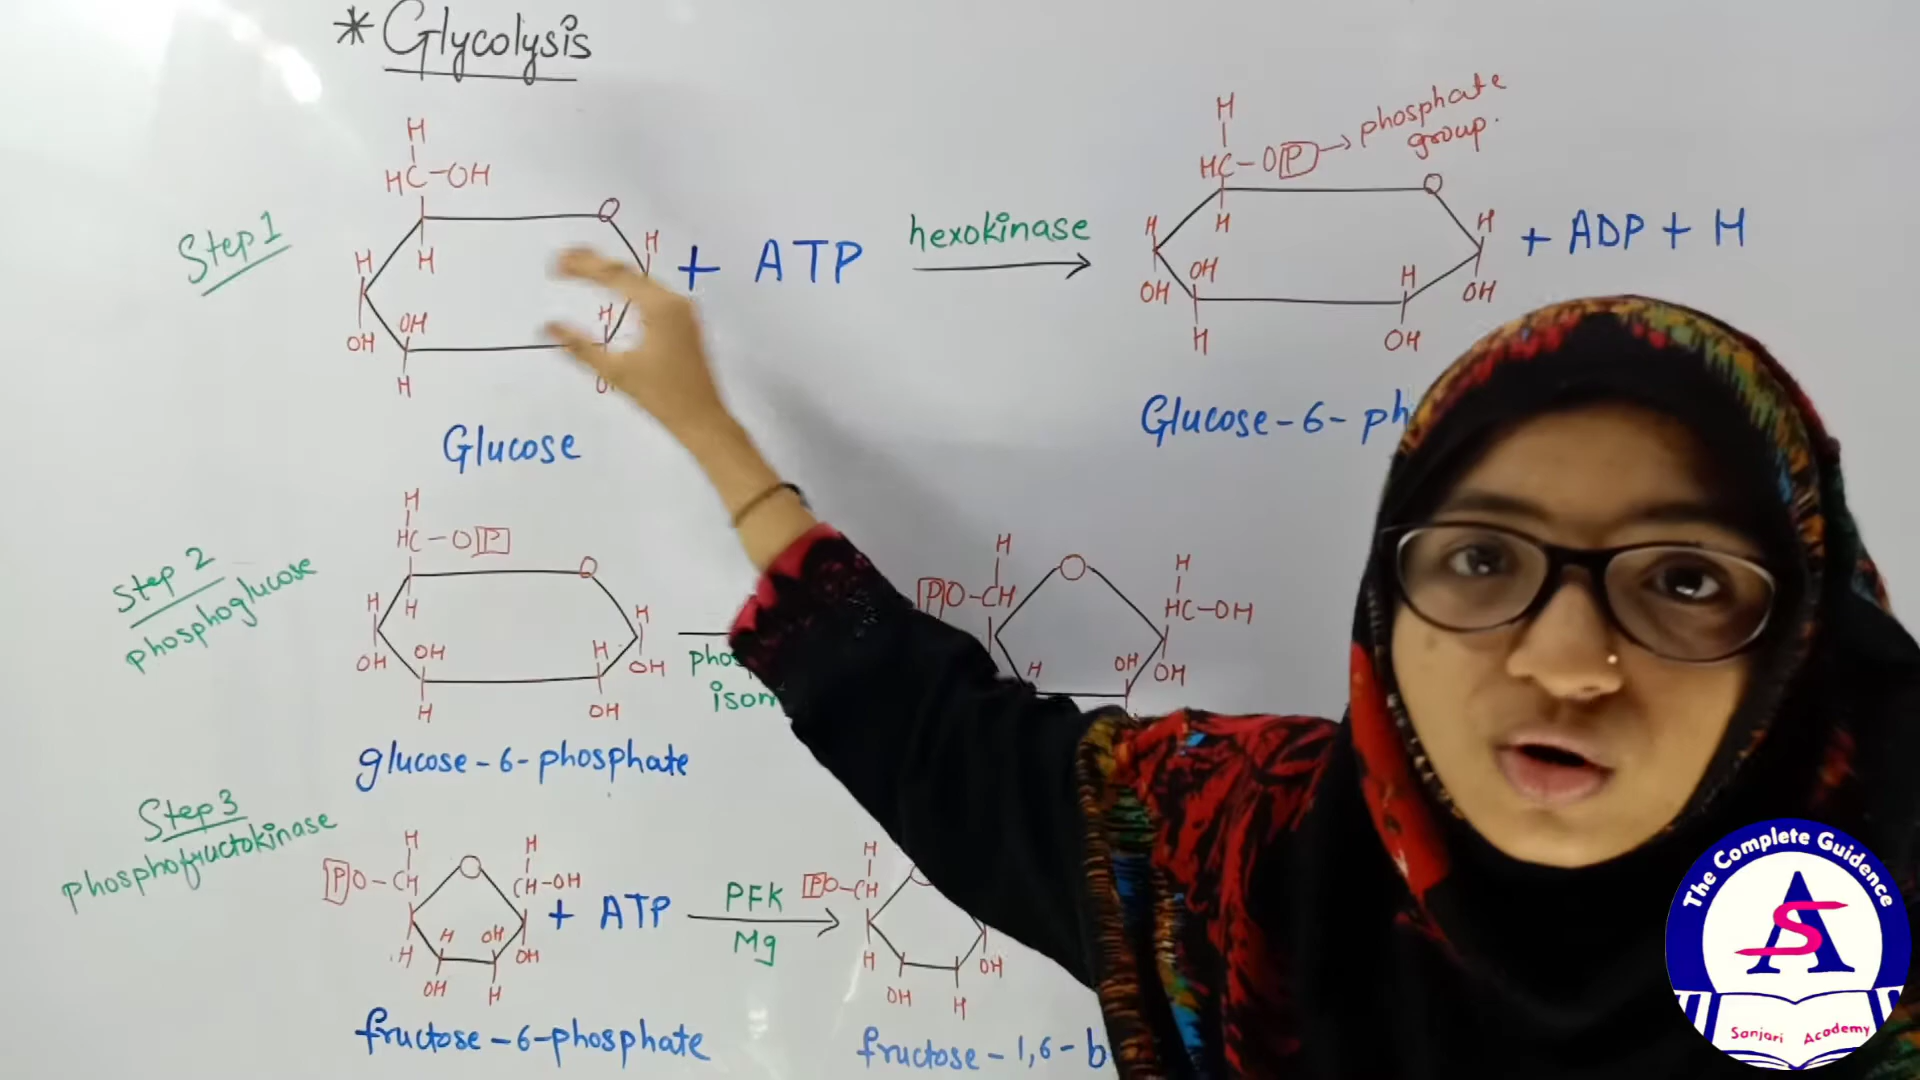 * Glycolysis
Step 1
H
HC-OH
O
H
H
H
OH
OH
H
H
Glucose
+ ATP
hexokinase
H
HC-O[P] → phosphate
group.
O
H
H
H
OH
OH
H
H
OH
OH
+ ADP + H
Glucose-6-ph
Step 2
phosphoglucose
H
HC-O[P]
O
H
H
H
OH
OH
H
H
OH
OH
glucose-6-phosphate
H
[P]O-CH
O
H
HC-OH
H
OH
OH
Step 3
phosphofructokinase
H
[P]O-CH
O
H
CH-OH
H
H
OH
OH
OH
H
fructose-6-phosphate
+ ATP
PFK
Mg
H
[P]O-CH
H
OH
OH
H
fructose-1,6-b
The Complete Guidence
AS
Sanjari Academy